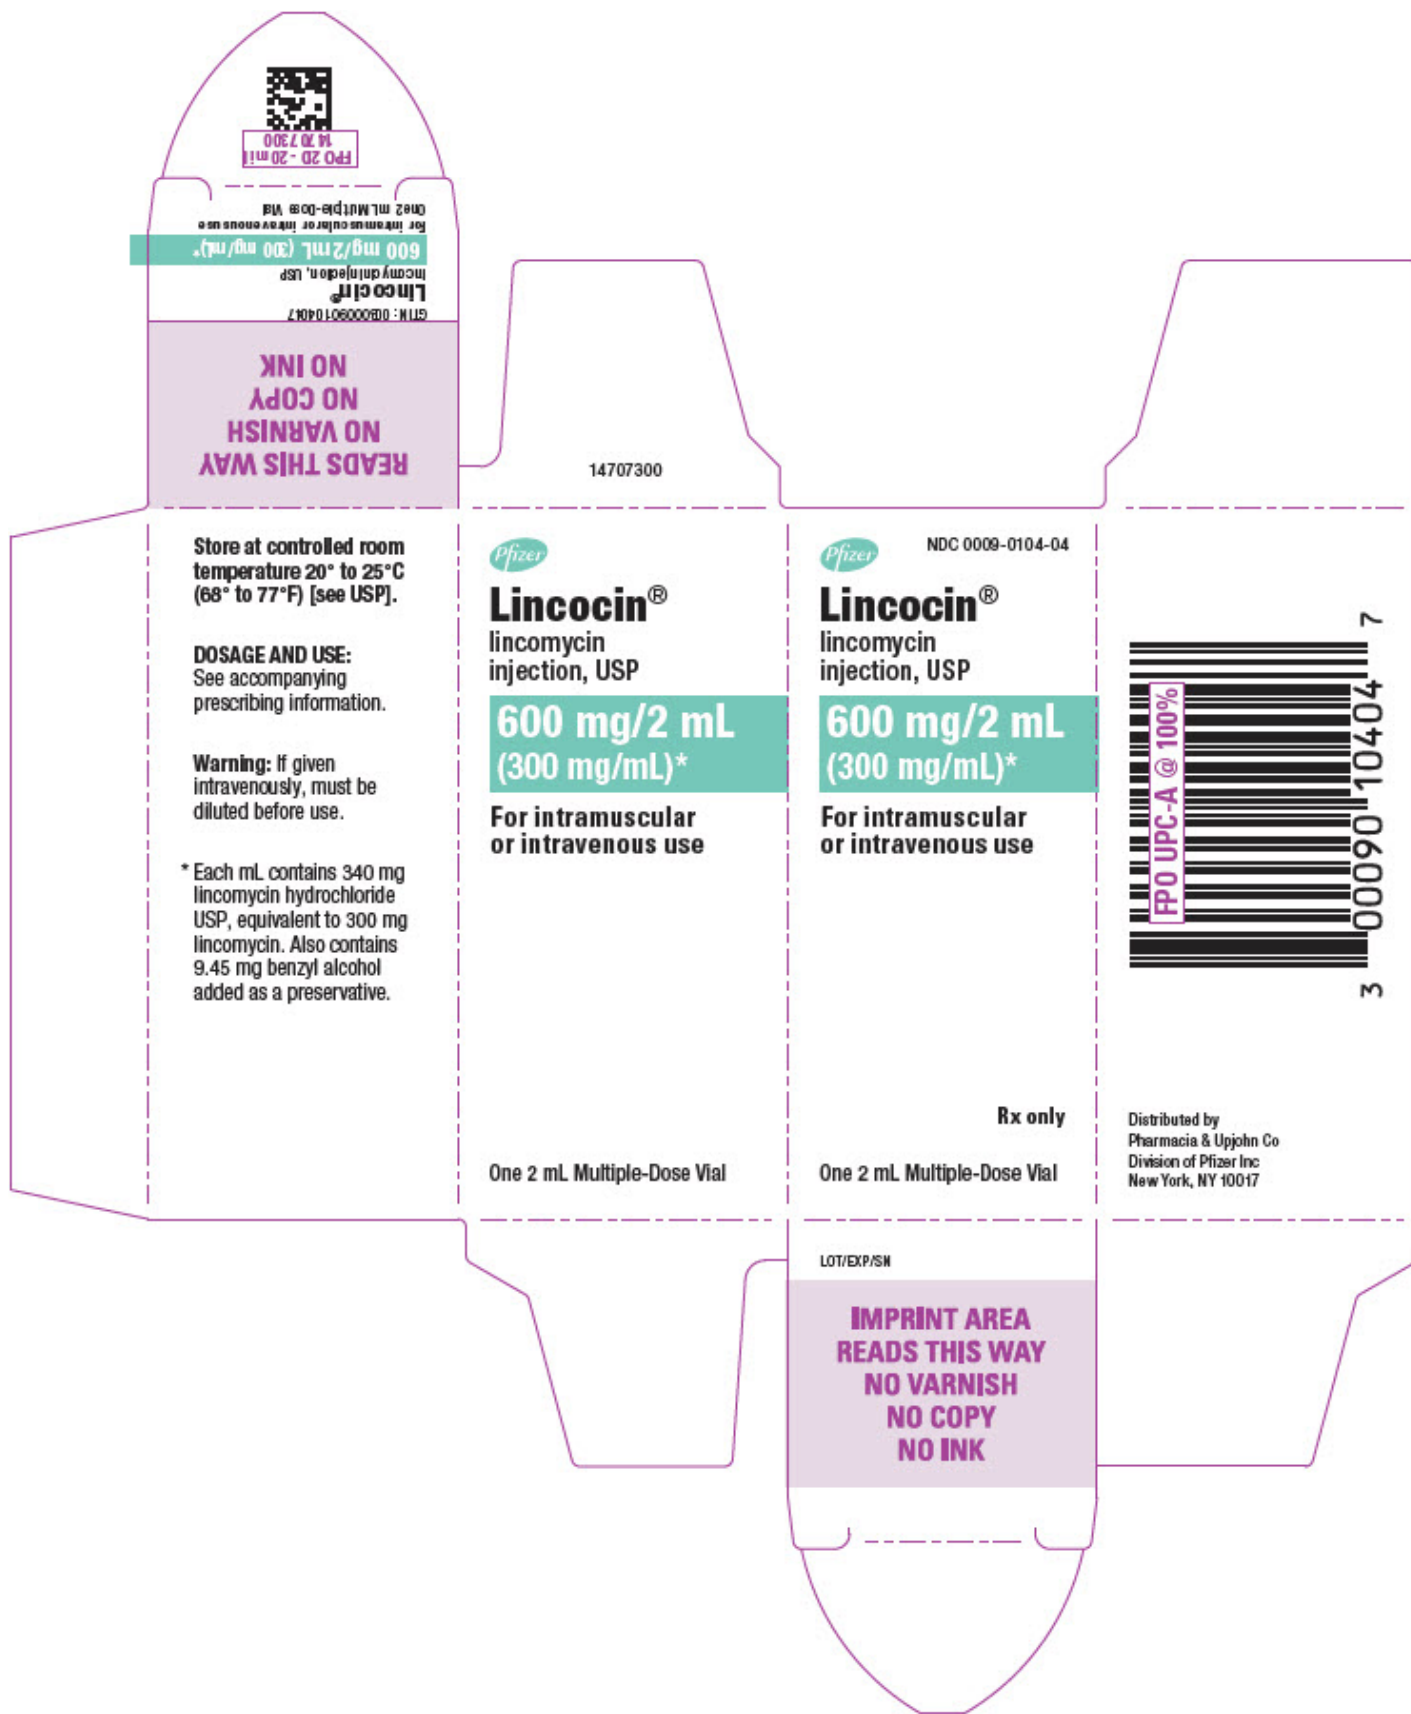 FPO 2D - 20 mil
14707300
One 2 mL Multiple-Dose Vial
For intramuscular or intravenous use
600 mg/2 mL (300 mg/mL)*
lincomycin injection, USP
Lincocin®
GTIN: 00300090104047
READS THIS WAY
NO VARNISH
NO COPY
NO INK
14707300
Store at controlled room
temperature 20° to 25°C
(68° to 77°F) [see USP].
DOSAGE AND USE:
See accompanying
prescribing information.
Warning: If given
intravenously, must be
diluted before use.
* Each mL contains 340 mg
lincomycin hydrochloride
USP, equivalent to 300 mg
lincomycin. Also contains
9.45 mg benzyl alcohol
added as a preservative.
Pfizer
Lincocin®
lincomycin
injection, USP
600 mg/2 mL
(300 mg/mL)*
For intramuscular
or intravenous use
One 2 mL Multiple-Dose Vial
Pfizer
NDC 0009-0104-04
Lincocin®
lincomycin
injection, USP
600 mg/2 mL
(300 mg/mL)*
For intramuscular
or intravenous use
Rx only
One 2 mL Multiple-Dose Vial
FPO UPC-A @ 100%
3 00090 10404 7
Distributed by
Pharmacia & Upjohn Co
Division of Pfizer Inc
New York, NY 10017
LOT/EXP/SN
IMPRINT AREA
READS THIS WAY
NO VARNISH
NO COPY
NO INK